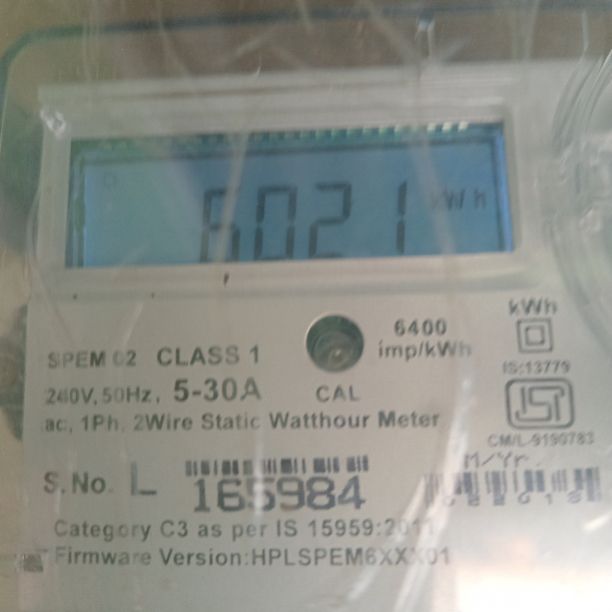 6021 kWh
6400
imp/kWh
kWh
IS:13779
SPEM 02 CLASS 1
240V, 50Hz, 5-30A
CAL
ac, 1Ph, 2Wire Static Watthour Meter
CM/L-9190783
M/Yr.
S.No. L 165984
Category C3 as per IS 15959:2011
Firmware Version:HPLSPEM6XXX01